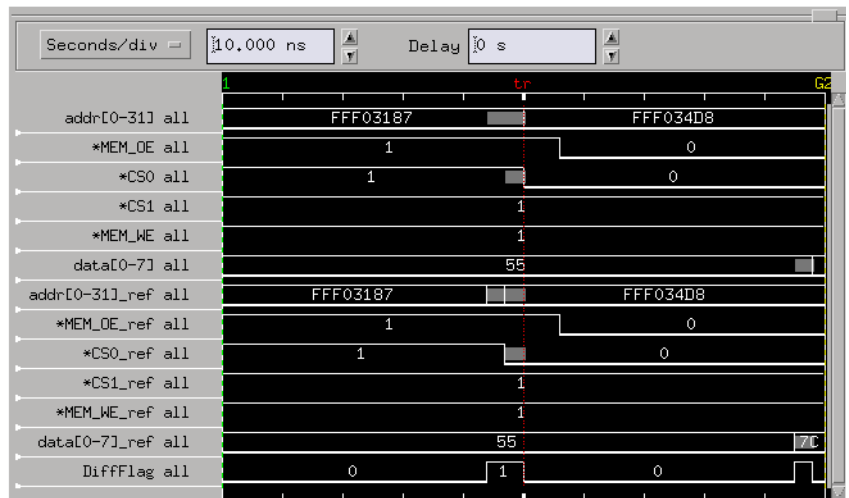 Seconds/div 10.000 ns Delay 0 s
1 tr G2
addr[0-31] all FFF03187 FFF034D8
*MEM_OE all 1 0
*CS0 all 1 0
*CS1 all 1
*MEM_WE all 1
data[0-7] all 55
addr[0-31]_ref all FFF03187 FFF034D8
*MEM_OE_ref all 1 0
*CS0_ref all 1 0
*CS1_ref all 1
*MEM_WE_ref all 1
data[0-7]_ref all 55 7C
DiffFlag all 0 1 0